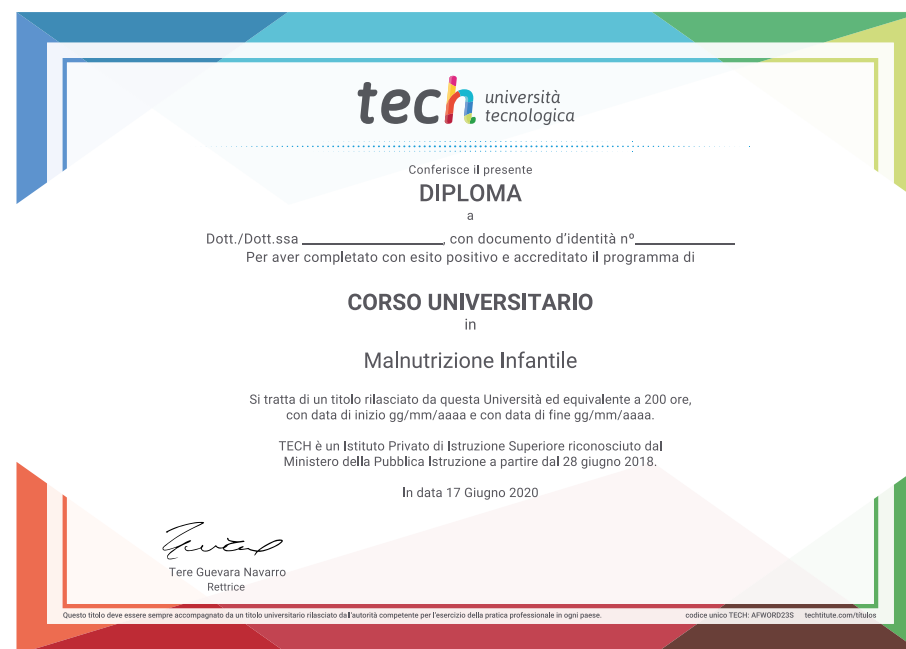 tech università
tecnologica
Conferisce il presente
DIPLOMA
a
Dott./Dott.ssa ____________________, con documento d'identità nº______________
Per aver completato con esito positivo e accreditato il programma di
CORSO UNIVERSITARIO
in
Malnutrizione Infantile
Si tratta di un titolo rilasciato da questa Università ed equivalente a 200 ore,
con data di inizio gg/mm/aaaa e con data di fine gg/mm/aaaa.
TECH è un Istituto Privato di Istruzione Superiore riconosciuto dal
Ministero della Pubblica Istruzione a partire dal 28 giugno 2018.
In data 17 Giugno 2020
Tere Guevara Navarro
Rettrice
Questo titolo deve essere sempre accompagnato da un titolo universitario rilasciato dall'autorità competente per l'esercizio della pratica professionale in ogni paese. codice unico TECH: AFWORD23S techtitute.com/titulos